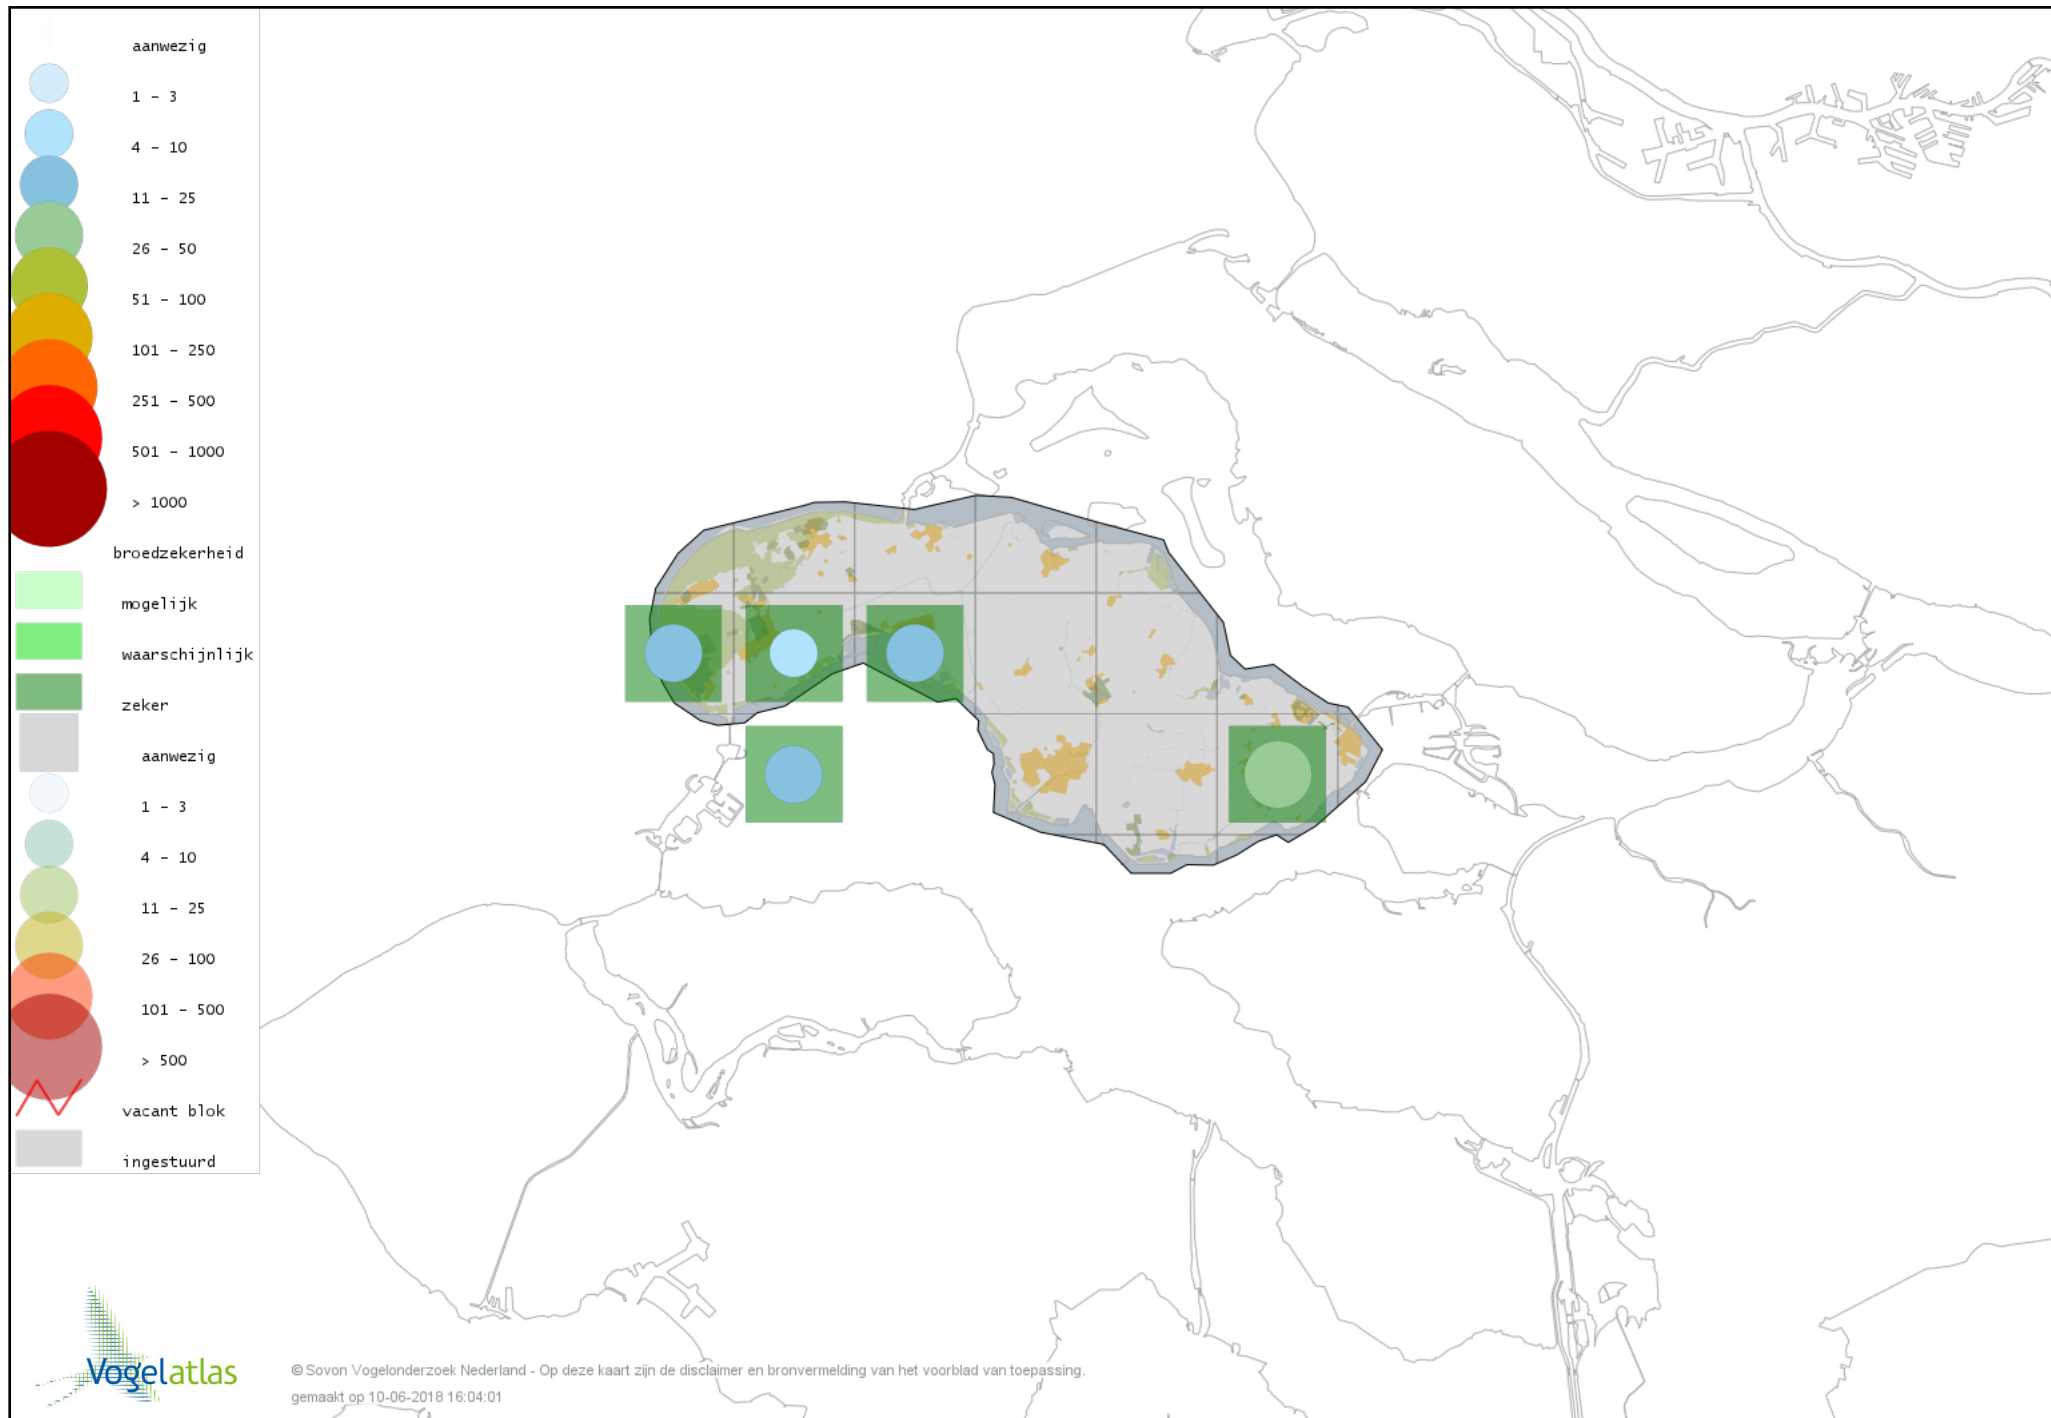 aanwezig
1 - 3
4 - 10
11 - 25
26 - 50
51 - 100
101 - 250
251 - 500
501 - 1000
> 1000
broedzekerheid
mogelijk
waarschijnlijk
zeker
aanwezig
1 - 3
4 - 10
11 - 25
26 - 100
101 - 500
> 500
vacant blok
ingestuurd
Vogelatlas
© Sovon Vogelonderzoek Nederland - Op deze kaart zijn de disclaimer en bronvermelding van het voorblad van toepassing.
gemaakt op 10-06-2018 16:04:01